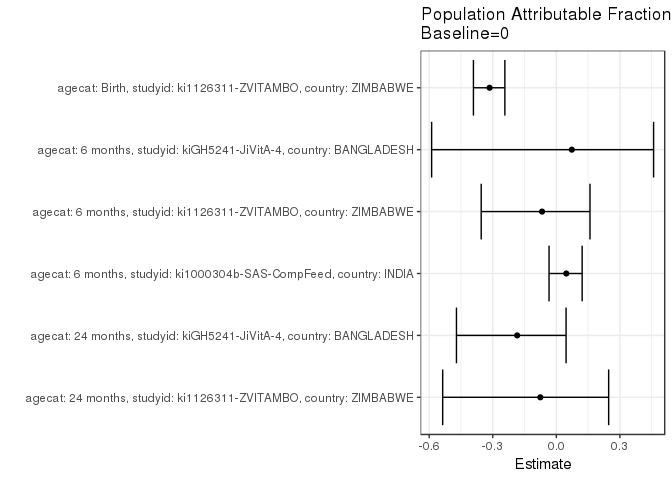 Population Attributable Fraction
Baseline=0
agecat: Birth, studyid: ki1126311-ZVITAMBO, country: ZIMBABWE
agecat: 6 months, studyid: kiGH5241-JiVitA-4, country: BANGLADESH
agecat: 6 months, studyid: ki1126311-ZVITAMBO, country: ZIMBABWE
agecat: 6 months, studyid: ki1000304b-SAS-CompFeed, country: INDIA
agecat: 24 months, studyid: kiGH5241-JiVitA-4, country: BANGLADESH
agecat: 24 months, studyid: ki1126311-ZVITAMBO, country: ZIMBABWE
-0.6 -0.3 0.0 0.3
Estimate